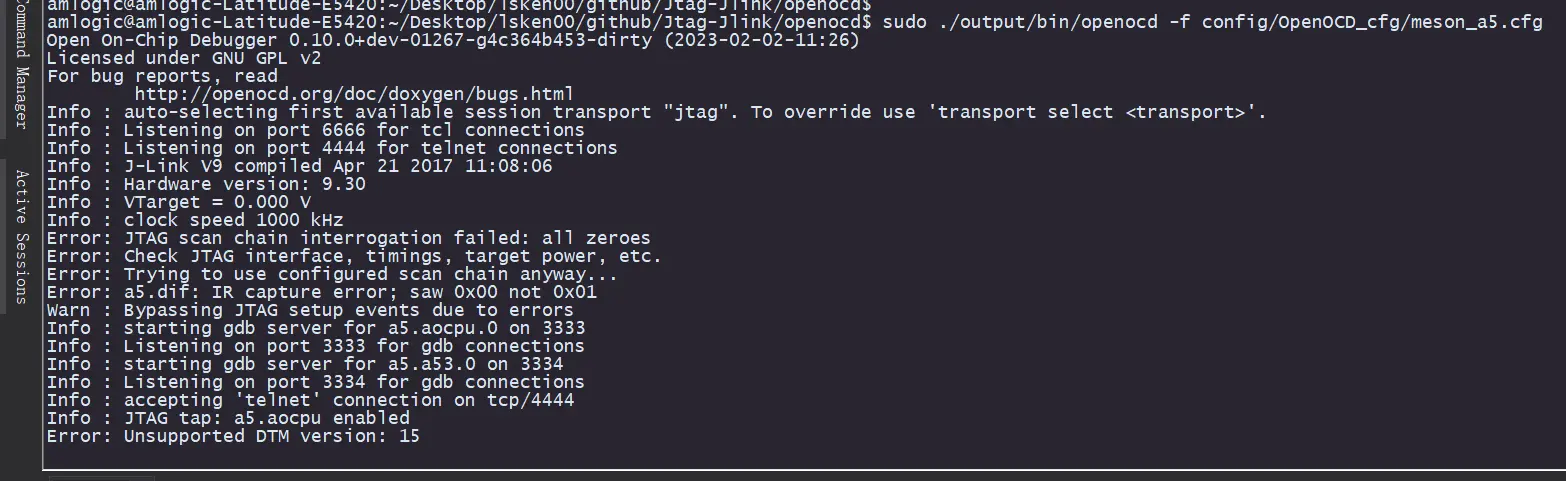 amlogic@amlogic-Latitude-E5420:~/Desktop/lsken00/github/Jtag-Jlink/openocd$
amlogic@amlogic-Latitude-E5420:~/Desktop/lsken00/github/Jtag-Jlink/openocd$ sudo ./output/bin/openocd -f config/OpenOCD_cfg/meson_a5.cfg
Open On-Chip Debugger 0.10.0+dev-01267-g4c364b453-dirty (2023-02-02-11:26)
Licensed under GNU GPL v2
For bug reports, read
        http://openocd.org/doc/doxygen/bugs.html
Info : auto-selecting first available session transport "jtag". To override use 'transport select <transport>'.
Info : Listening on port 6666 for tcl connections
Info : Listening on port 4444 for telnet connections
Info : J-Link V9 compiled Apr 21 2017 11:08:06
Info : Hardware version: 9.30
Info : VTarget = 0.000 V
Info : clock speed 1000 kHz
Error: JTAG scan chain interrogation failed: all zeroes
Error: Check JTAG interface, timings, target power, etc.
Error: Trying to use configured scan chain anyway...
Error: a5.dif: IR capture error; saw 0x00 not 0x01
Warn : Bypassing JTAG setup events due to errors
Info : starting gdb server for a5.aocpu.0 on 3333
Info : Listening on port 3333 for gdb connections
Info : starting gdb server for a5.a53.0 on 3334
Info : Listening on port 3334 for gdb connections
Info : accepting 'telnet' connection on tcp/4444
Info : JTAG tap: a5.aocpu enabled
Error: Unsupported DTM version: 15
Manager
Active Sessions